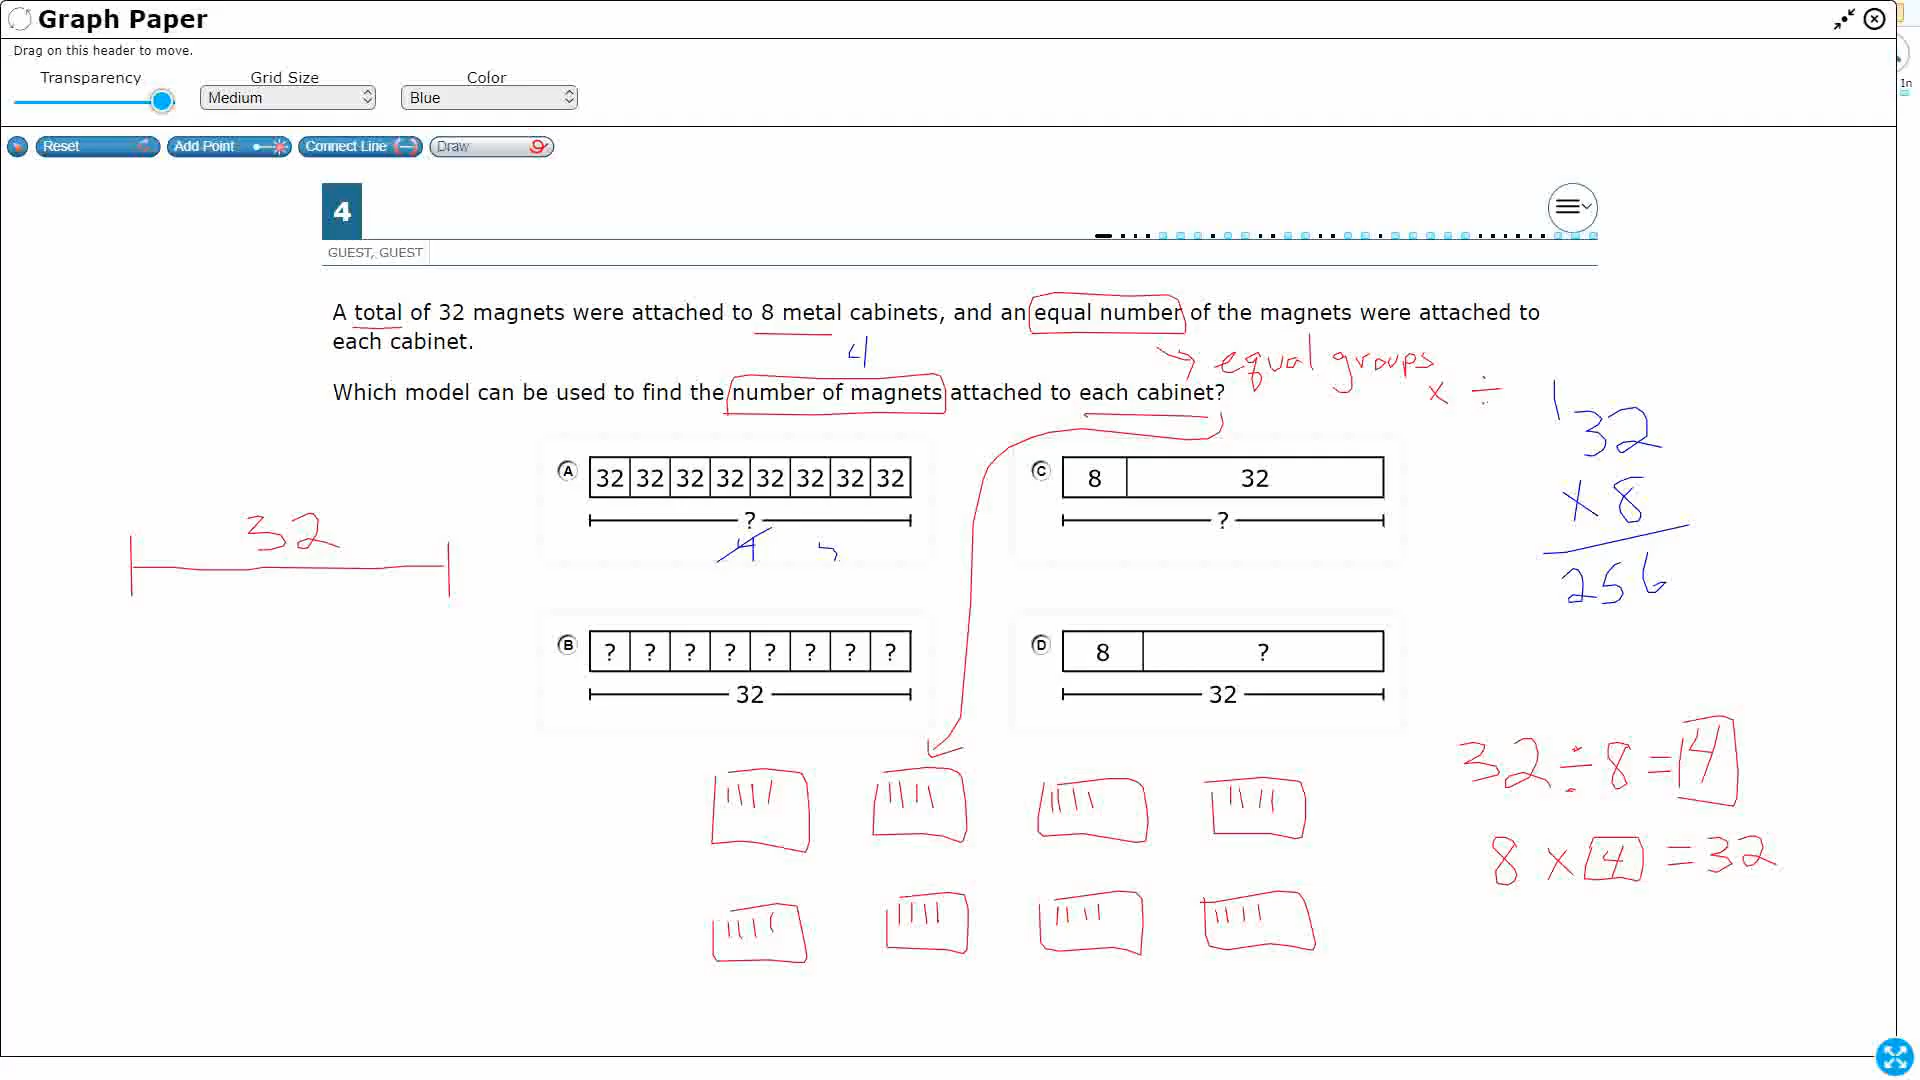 Graph Paper
Drag on this header to move.
Transparency Grid Size Color
Medium Blue
Reset Add Point Connect Line Draw
4
GUEST, GUEST
A total of 32 magnets were attached to 8 metal cabinets, and an equal number of the magnets were attached to
each cabinet.
4
equal groups
Which model can be used to find the number of magnets attached to each cabinet?
x ÷
1
32
x 8
256
A 32 32 32 32 32 32 32 32
?
4
C 8 32
?
32
B ? ? ? ? ? ? ? ?
32
D 8 ?
32
32 ÷ 8 = 4
8 x 4 = 32